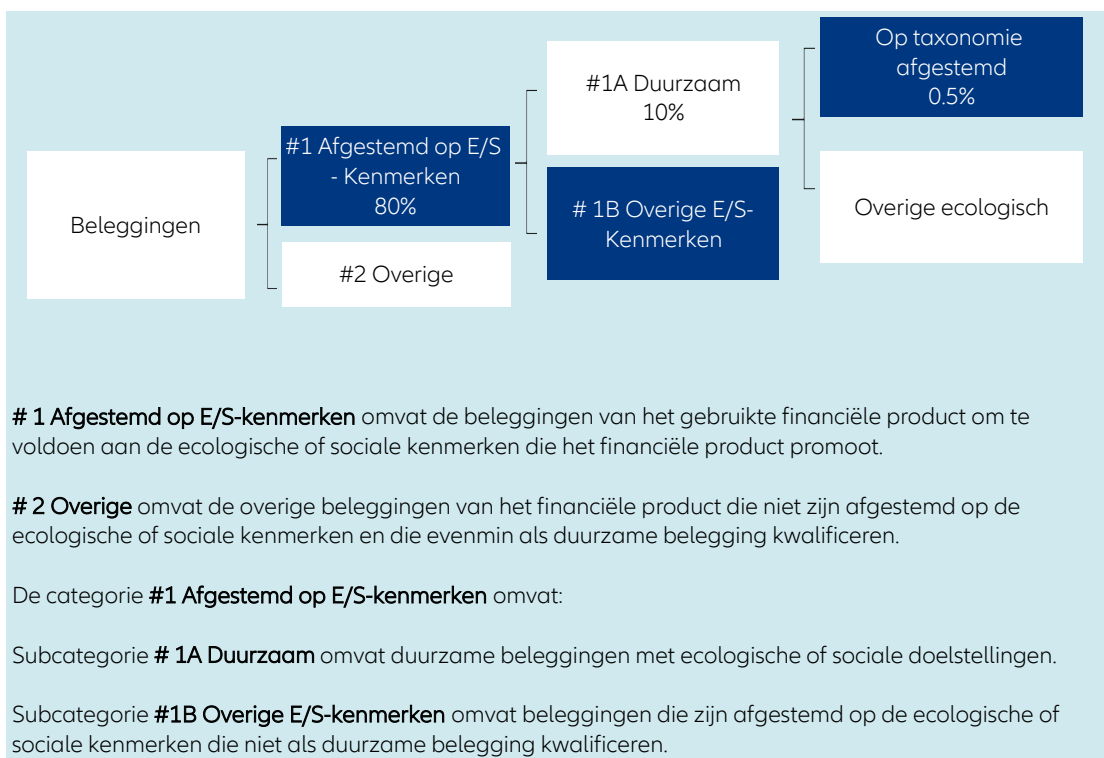 Beleggingen
#1 Afgestemd op E/S
- Kenmerken
80%
#2 Overige
#1A Duurzaam
10%
# 1B Overige E/S-
Kenmerken
Op taxonomie
afgestemd
0.5%
Overige ecologisch
# 1 Afgestemd op E/S-kenmerken omvat de beleggingen van het gebruikte financiële product om te
voldoen aan de ecologische of sociale kenmerken die het financiële product promoot.
# 2 Overige omvat de overige beleggingen van het financiële product die niet zijn afgestemd op de
ecologische of sociale kenmerken en die evenmin als duurzame belegging kwalificeren.
De categorie #1 Afgestemd op E/S-kenmerken omvat:
Subcategorie # 1A Duurzaam omvat duurzame beleggingen met ecologische of sociale doelstellingen.
Subcategorie #1B Overige E/S-kenmerken omvat beleggingen die zijn afgestemd op de ecologische of
sociale kenmerken die niet als duurzame belegging kwalificeren.